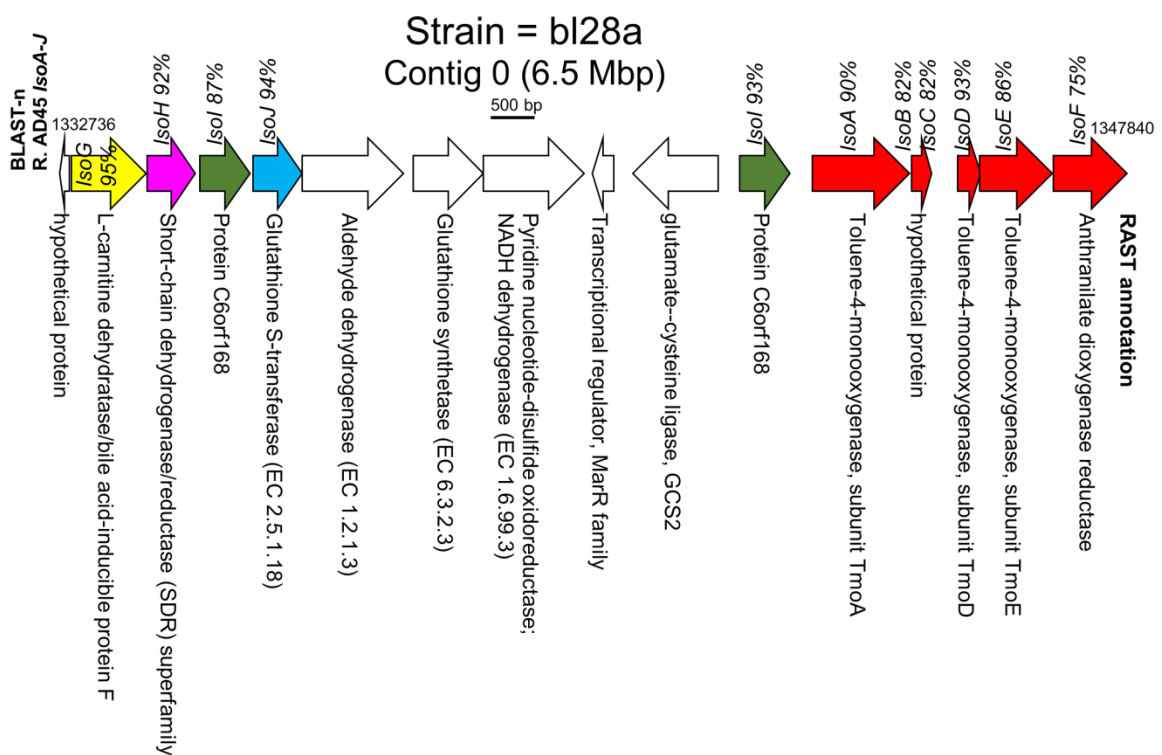 Strain = bl28a
Contig 0 (6.5 Mbp)
500 bp
BLAST-n
R. AD45 IsoA-J
1332736
IsoG
95%
IsoH 92%
IsoI 87%
IsoJ 94%
IsoI 93%
IsoA 90%
IsoB 82%
IsoC 82%
IsoD 93%
IsoE 86%
IsoF 75%
1347840
hypothetical protein
L-carnitine dehydratase/bile acid-inducible protein F
Short-chain dehydrogenase/reductase (SDR) superfamily
Protein C6orf168
Glutathione S-transferase (EC 2.5.1.18)
Aldehyde dehydrogenase (EC 1.2.1.3)
Glutathione synthetase (EC 6.3.2.3)
Pyridine nucleotide-disulfide oxidoreductase;
NADH dehydrogenase (EC 1.6.99.3)
Transcriptional regulator, MarR family
glutamate--cysteine ligase, GCS2
Protein C6orf168
Toluene-4-monooxygenase, subunit TmoA
hypothetical protein
Toluene-4-monooxygenase, subunit TmoD
Toluene-4-monooxygenase, subunit TmoE
Anthranilate dioxygenase reductase
RAST annotation